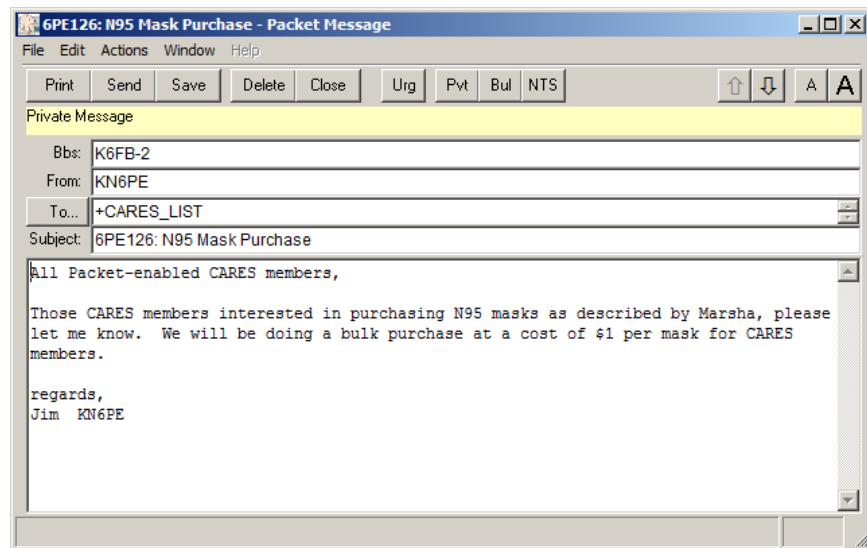 6PE126: N95 Mask Purchase - Packet Message
File Edit Actions Window Help
Print Send Save Delete Close Urg Pvt Bul NTS A A
Private Message
Bbs: K6FB-2
From: KN6PE
To... +CARES_LIST
Subject: 6PE126: N95 Mask Purchase
All Packet-enabled CARES members,
Those CARES members interested in purchasing N95 masks as described by Marsha, please
let me know.  We will be doing a bulk purchase at a cost of $1 per mask for CARES
members.
regards,
Jim  KN6PE